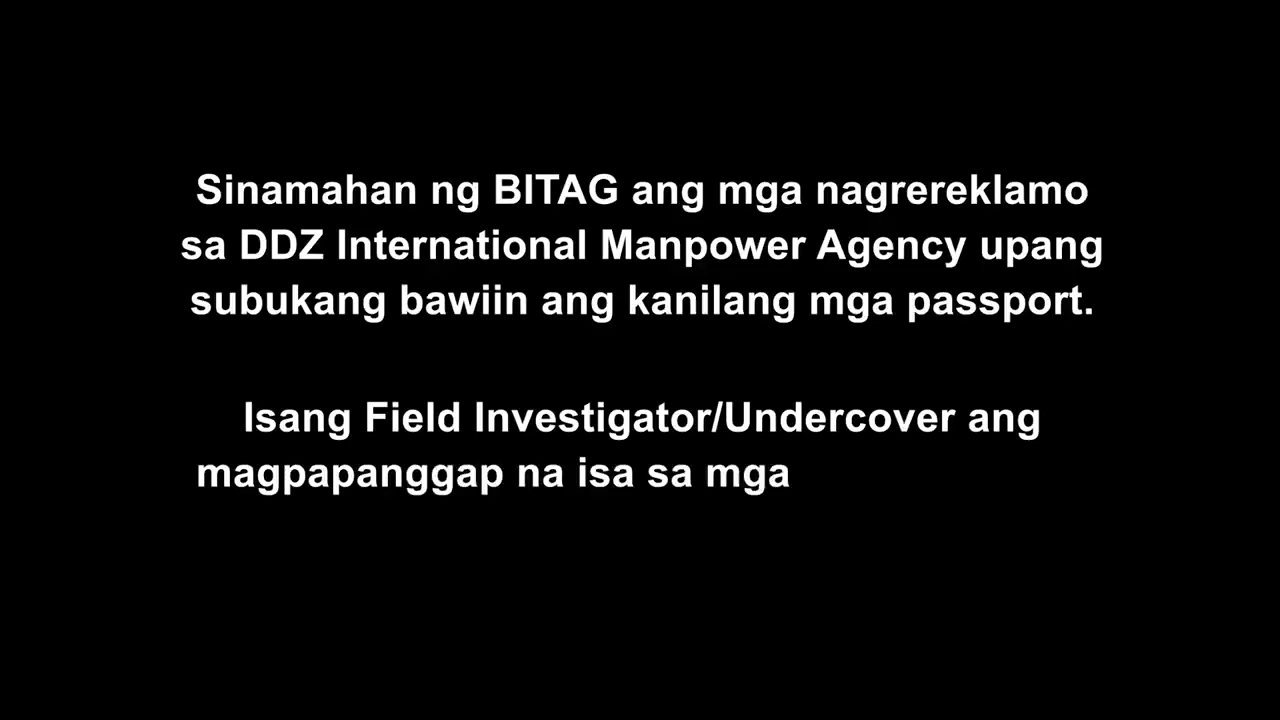 Sinamahan ng BITAG ang mga nagrereklamo
sa DDZ International Manpower Agency upang
subukang bawiin ang kanilang mga passport.
Isang Field Investigator/Undercover ang
magpapanggap na isa sa mga